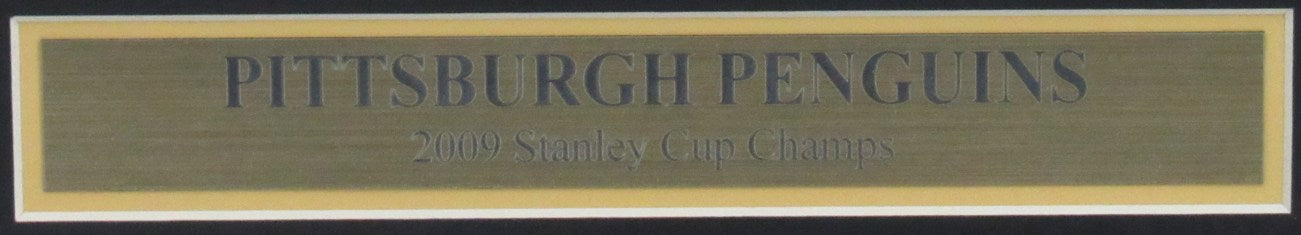 PITTSBURGH PENGUINS
2009 Stanley Cup Champs